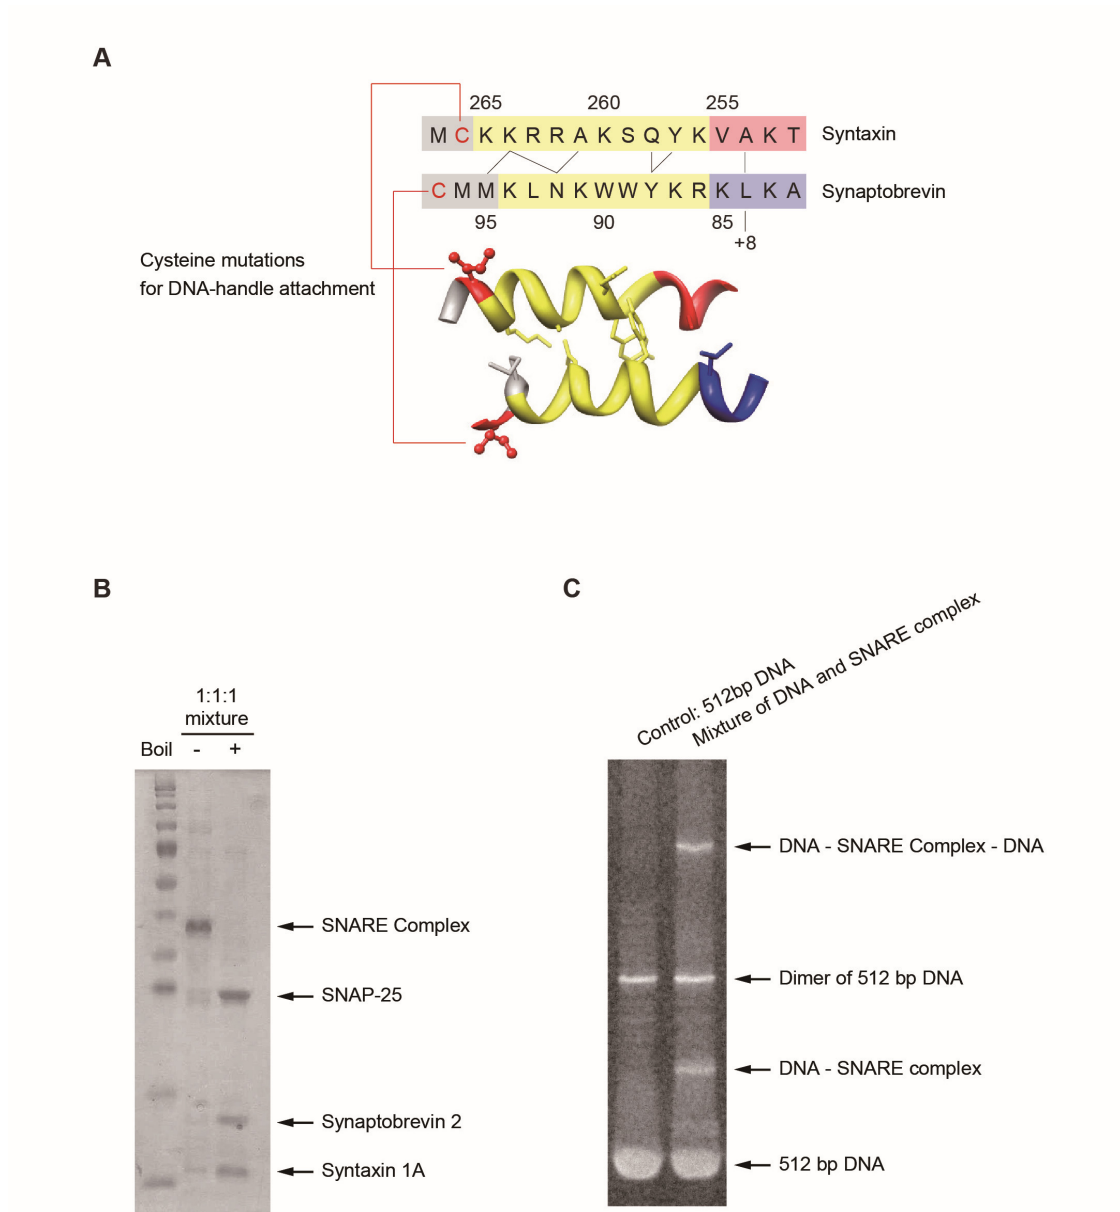 A
265 260 255
M C K K R R A K S Q Y K V A K T Syntaxin
C M M K L N K W W Y K R K L K A Synaptobrevin
95 90 85
+8
Cysteine mutations
for DNA-handle attachment
B
1:1:1
mixture
Boil - +
SNARE Complex
SNAP-25
Synaptobrevin 2
Syntaxin 1A
C
Control: 512bp DNA
Mixture of DNA and SNARE complex
DNA - SNARE Complex - DNA
Dimer of 512 bp DNA
DNA - SNARE complex
512 bp DNA